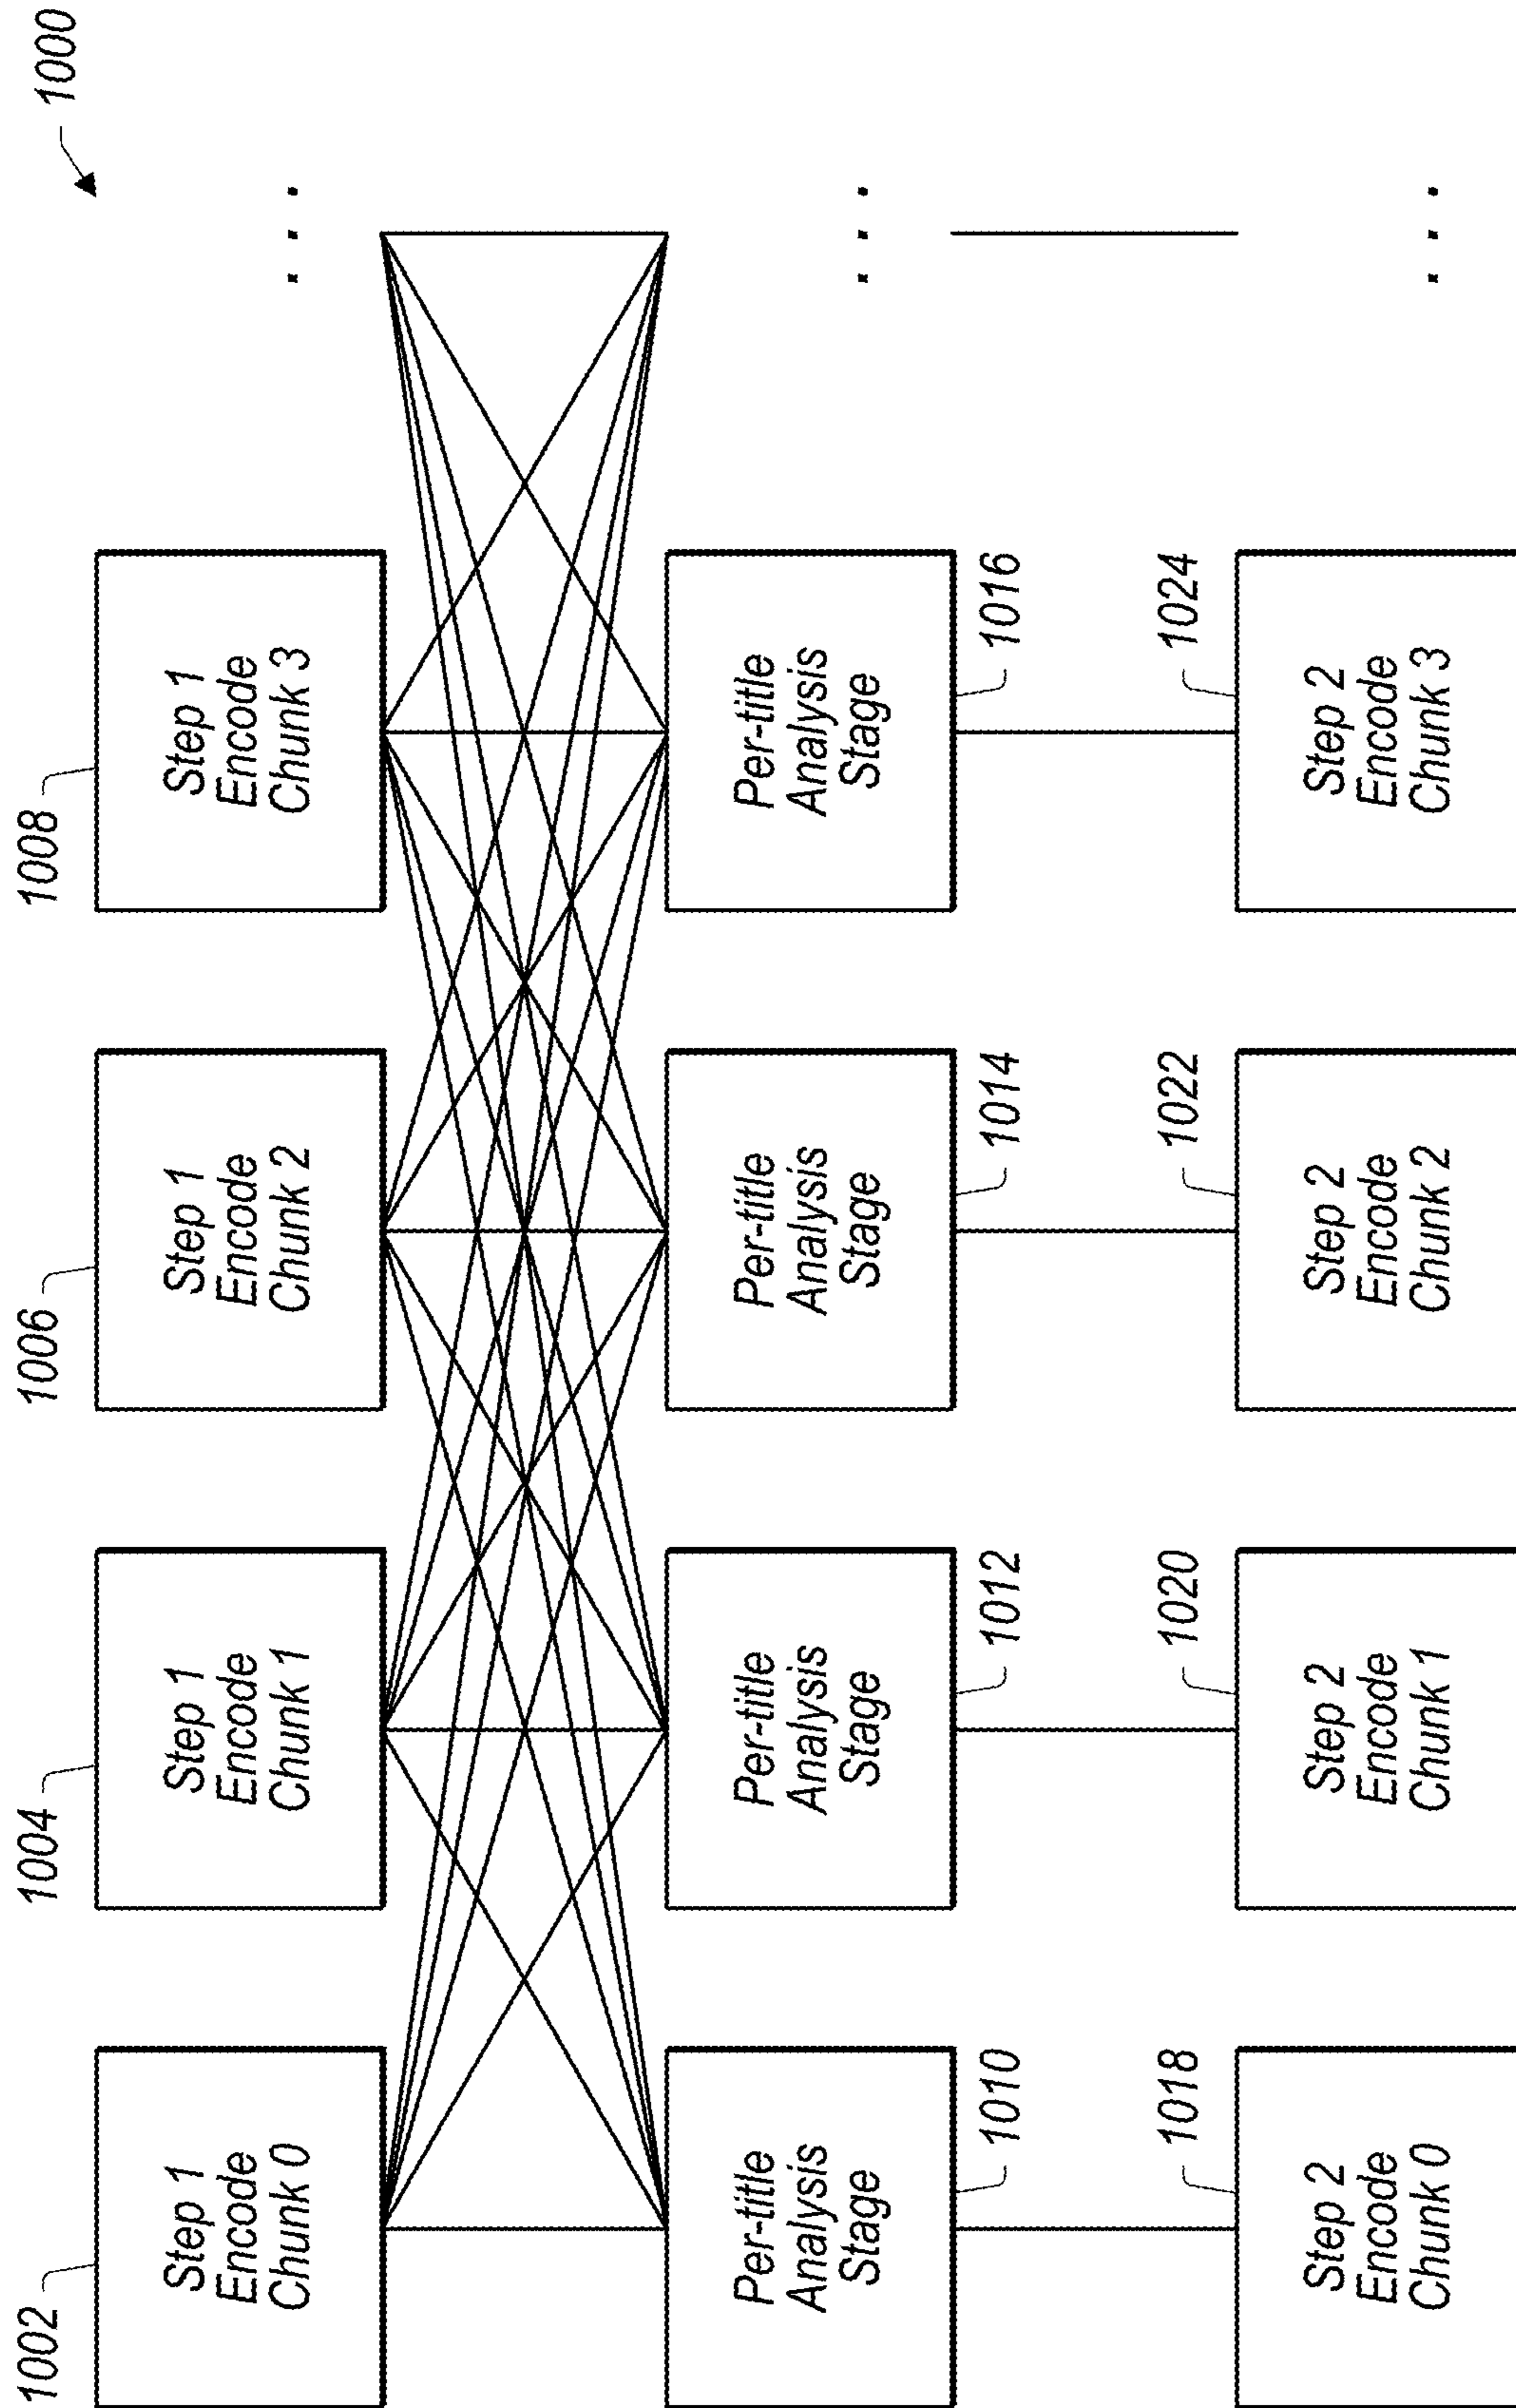 1000
1002
1004
1006
1008
Step 1
Encode
Chunk 0
Step 1
Encode
Chunk 1
Step 1
Encode
Chunk 2
Step 1
Encode
Chunk 3
. . .
Per-title
Analysis
Stage
Per-title
Analysis
Stage
Per-title
Analysis
Stage
Per-title
Analysis
Stage
. . .
1010
1012
1014
1016
1018
1020
1022
1024
Step 2
Encode
Chunk 0
Step 2
Encode
Chunk 1
Step 2
Encode
Chunk 2
Step 2
Encode
Chunk 3
. . .